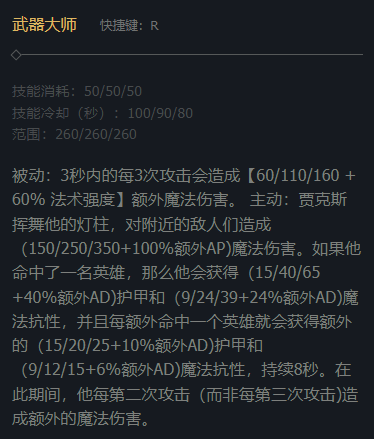 武器大师 快捷键：R
技能消耗：50/50/50
技能冷却（秒）：100/90/80
范围：260/260/260
被动：3秒内的每3次攻击会造成【60/110/160 +
60% 法术强度】额外魔法伤害。 主动：贾克斯
挥舞他的灯柱，对附近的敌人们造成
（150/250/350+100%额外AP)魔法伤害。如果他
命中了一名英雄，那么他会获得（15/40/65
+40%额外AD)护甲和（9/24/39+24%额外AD)魔
法抗性，并且每额外命中一个英雄就会获得额外
的（15/20/25+10%额外AD)护甲和
（9/12/15+6%额外AD)魔法抗性，持续8秒。在
此期间，他每第二次攻击（而非每第三次攻击)造
成额外的魔法伤害。